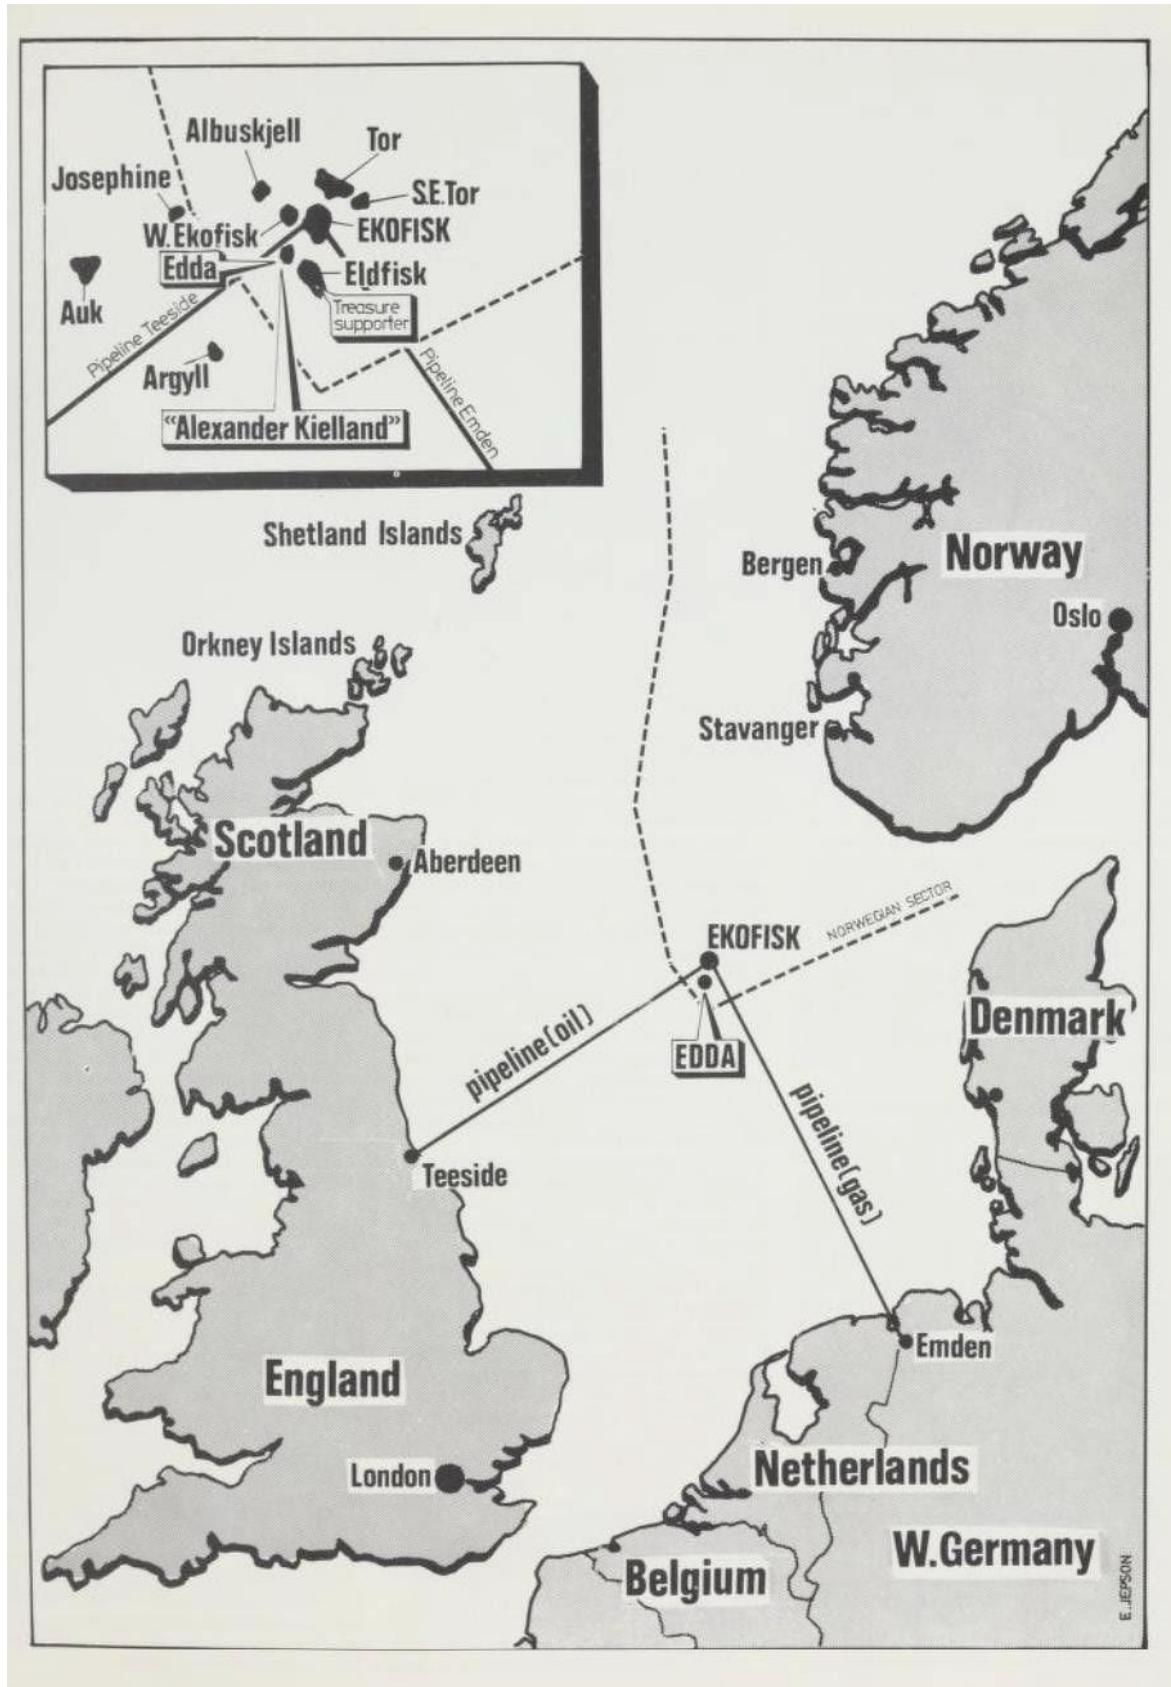 Albuskjell
Tor
Josephine
S.E.Tor
W.Ekofisk
EKOFISK
Edda
Eldfisk
Auk
Treasure
supporter
Pipeline Teeside
Argyll
Pipeline Emden
“Alexander Kielland”
Shetland Islands
Bergen
Norway
Oslo
Orkney Islands
Stavanger
Scotland
Aberdeen
NORWEGIAN SECTOR
EKOFISK
Denmark
pipeline(oil)
EDDA
pipeline(gas)
Teeside
Emden
England
London
Netherlands
W.Germany
Belgium
E.JEPSON